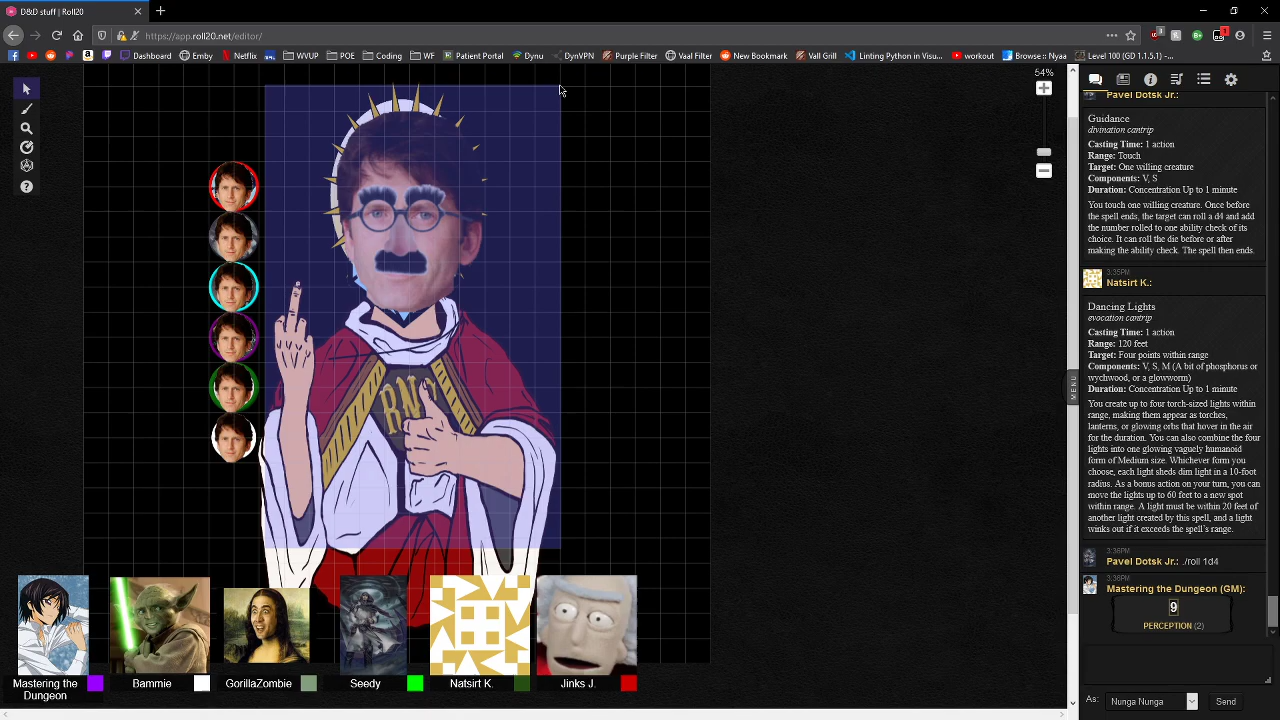 D&D stuff | Roll20
https://app.roll20.net/editor/
Dashboard Emby Netflix WVUP POE Coding WF Patient Portal Dynu DynVPN Purple Filter Vaal Filter New Bookmark Vall Grill Linting Python in Visu... workout Browse :: Nyaa Level 100 (GD 1.1.5.1) -...
54%
Pavel Dotsk Jr.:
Guidance
divination cantrip
Casting Time: 1 action
Range: Touch
Target: One willing creature
Components: V, S
Duration: Concentration Up to 1 minute
You touch one willing creature. Once before
the spell ends, the target can roll a d4 and add
the number rolled to one ability check of its
choice. It can roll the die before or after
making the ability check. The spell then ends.
3:35PM
Natsirt K.:
Dancing Lights
evocation cantrip
Casting Time: 1 action
Range: 120 feet
Target: Four points within range
Components: V, S, M (A bit of phosphorus or
wychwood, or a glowworm)
Duration: Concentration Up to 1 minute
You create up to four torch-sized lights within
range, making them appear as torches,
lanterns, or glowing orbs that hover in the air
for the duration. You can also combine the four
lights into one glowing vaguely humanoid
form of Medium size. Whichever form you
choose, each light sheds dim light in a 10-foot
radius. As a bonus action on your turn, you can
move the lights up to 60 feet to a new spot
within range. A light must be within 20 feet of
another light created by this spell, and a light
winks out if it exceeds the spell's range.
3:36PM
Pavel Dotsk Jr.: ./roll 1d4
3:38PM
Mastering the Dungeon (GM):
9
PERCEPTION (2)
As: Nunga Nunga Send
MENU
Mastering the
Dungeon
Bammie
GorillaZombie
Seedy
Natsirt K.
Jinks J.